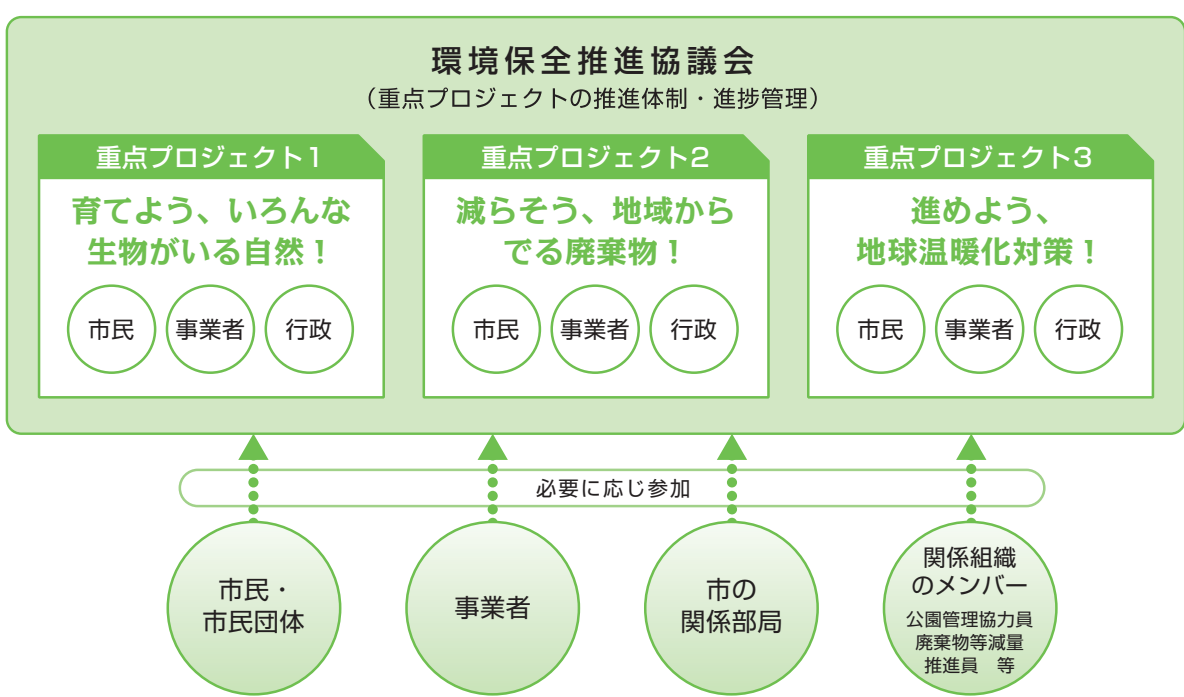 環境保全推進協議会
（重点プロジェクトの推進体制・進捗管理）
重点プロジェクト1
育てよう、いろんな
生物がいる自然！
市民
事業者
行政
重点プロジェクト2
減らそう、地域から
でる廃棄物！
市民
事業者
行政
重点プロジェクト3
進めよう、
地球温暖化対策！
市民
事業者
行政
必要に応じ参加
市民・
市民団体
事業者
市の
関係部局
関係組織
のメンバー
公園管理協力員
廃棄物等減量
推進員　等